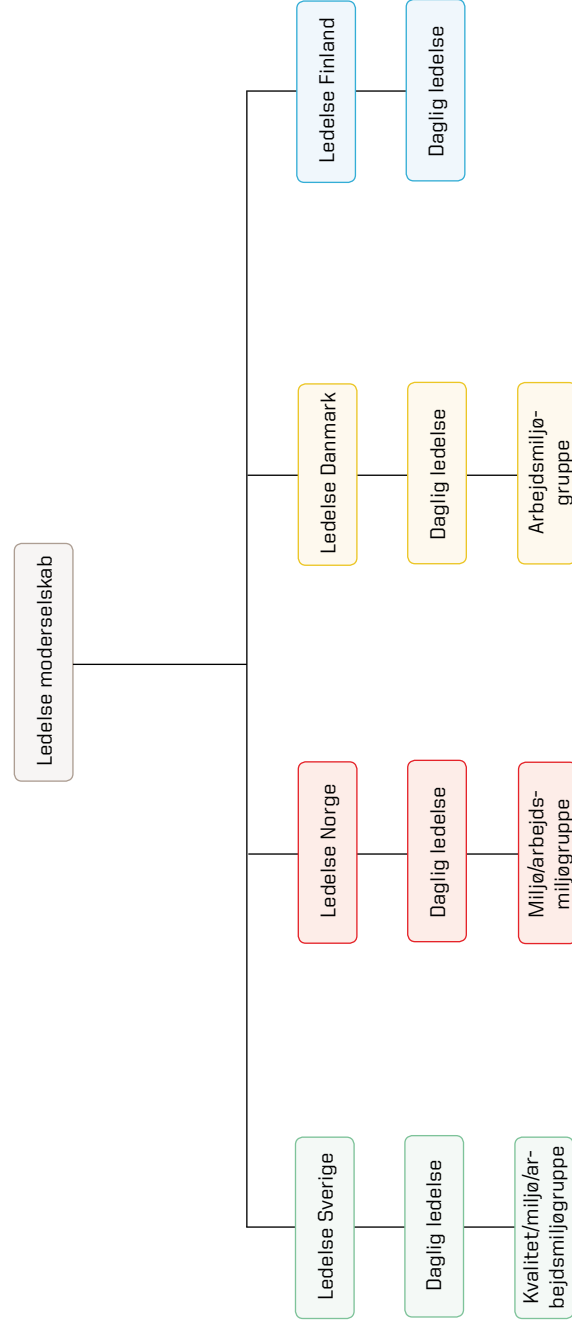 Ledelse moderselskab
Ledelse Sverige
Ledelse Norge
Ledelse Danmark
Ledelse Finland
Daglig ledelse
Daglig ledelse
Daglig ledelse
Daglig ledelse
Kvalitet/miljø/ar-
bejdsmiljøgruppe
Miljø/arbejds-
miljøgruppe
Arbejdsmiljø-
gruppe